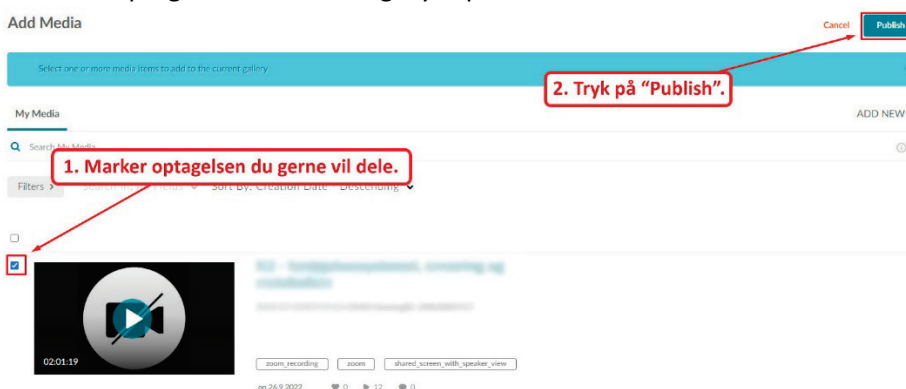 Add Media
Cancel Publish
Select one or more media items to add to the current gallery
2. Tryk på “Publish”.
My Media
ADD NEW
Search My Media
1. Marker optagelsen du gerne vil dele.
Filters > Sort By: Creation Date - Descending
02:01:19
zoom_recording zoom shared_screen_with_speaker_view
on 26.9.2022 0 12 0